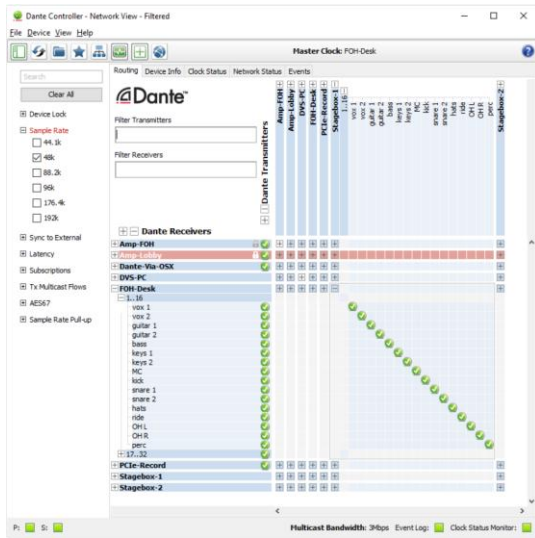 Dante Controller - Network View - Filtered
File Device View Help
Master Clock: FOH-Desk
Search
Clear All
Device Lock
Sample Rate
44.1k
48k
88.2k
96k
176.4k
192k
Sync to External
Latency
Subscriptions
Tx Multicast Flows
AES67
Sample Rate Pull-up
Routing Device Info Clock Status Network Status Events
Dante™
Filter Transmitters
Filter Receivers
Dante Transmitters
Amp-FOH
Amp-Lobby
DVS-PC
FOH-Desk
PCIe-Record
Stagebox-1
1..16
vox 1
vox 2
guitar 1
guitar 2
bass
keys 1
keys 2
MC
kick
snare 1
snare 2
hats
ride
OH L
OH R
perc
Stagebox-2
Dante Receivers
Amp-FOH
Amp-Lobby
Dante-Via-OSX
DVS-PC
FOH-Desk
1..16
vox 1
vox 2
guitar 1
guitar 2
bass
keys 1
keys 2
MC
kick
snare 1
snare 2
hats
ride
OH L
OH R
perc
17..32
PCIe-Record
Stagebox-1
Stagebox-2
P: S: Multicast Bandwidth: 3Mbps Event Log: Clock Status Monitor: